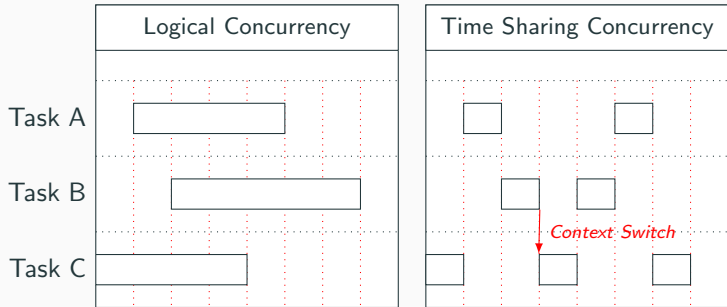 Logical Concurrency
Time Sharing Concurrency
Task A
Task B
Context Switch
Task C